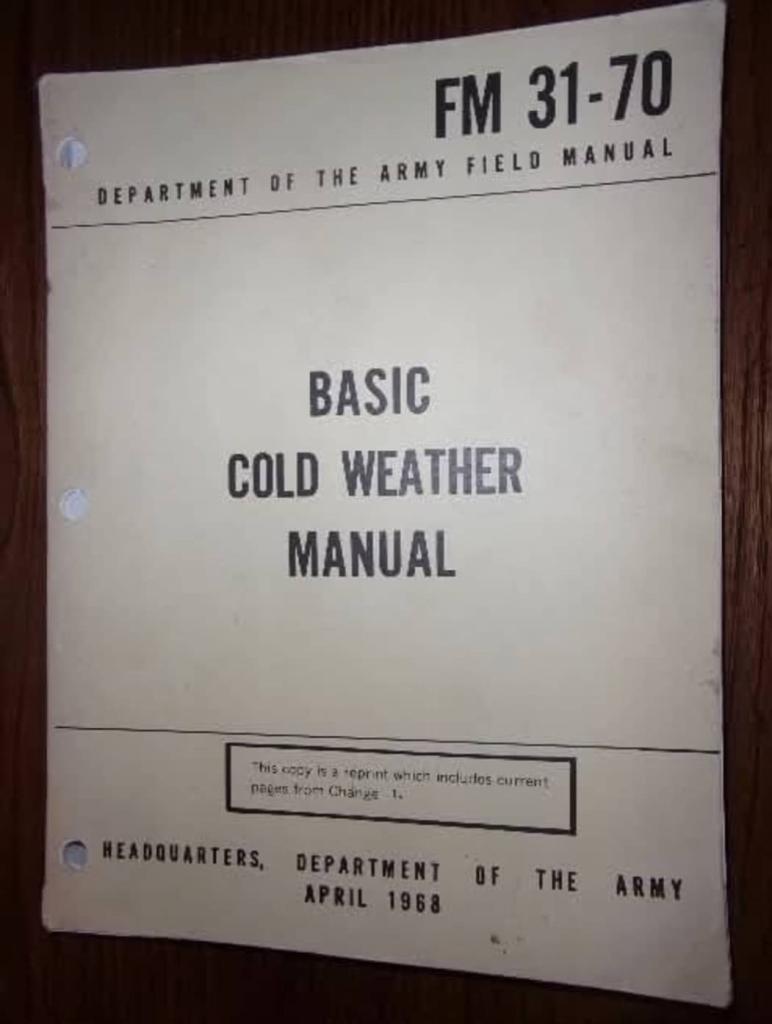 FM 31-70
DEPARTMENT OF THE ARMY FIELD MANUAL
BASIC
COLD WEATHER
MANUAL
This copy is a reprint which includes current
pages from Change 1.
HEADQUARTERS, DEPARTMENT OF THE ARMY
APRIL 1968